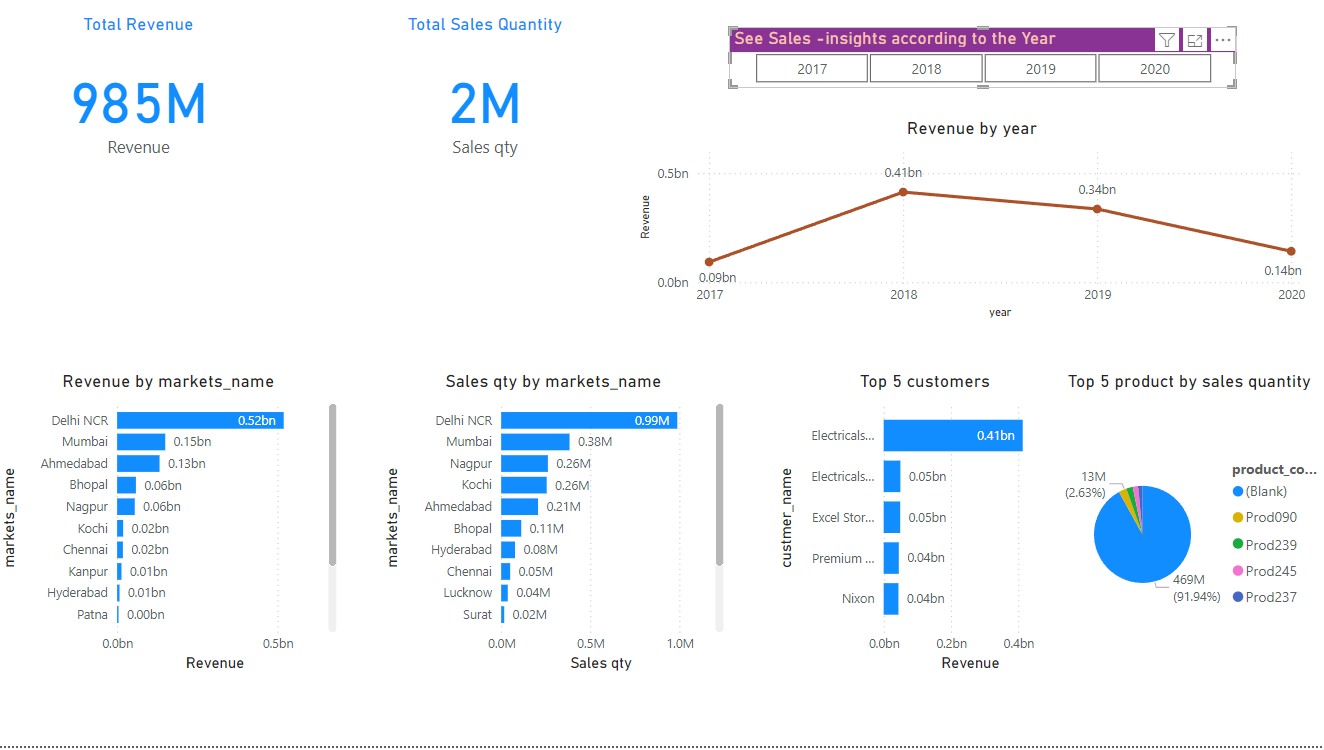 Total Revenue
985M
Revenue
Total Sales Quantity
2M
Sales qty
See Sales -insights according to the Year
2017 2018 2019 2020
Revenue by year
Revenue
0.5bn
0.0bn
0.09bn
0.41bn
0.34bn
0.14bn
2017 2018 2019 2020
year
Revenue by markets_name
markets_name
Delhi NCR 0.52bn
Mumbai 0.15bn
Ahmedabad 0.13bn
Bhopal 0.06bn
Nagpur 0.06bn
Kochi 0.02bn
Chennai 0.02bn
Kanpur 0.01bn
Hyderabad 0.01bn
Patna 0.00bn
0.0bn 0.5bn
Revenue
Sales qty by markets_name
markets_name
Delhi NCR 0.99M
Mumbai 0.38M
Nagpur 0.26M
Kochi 0.26M
Ahmedabad 0.21M
Bhopal 0.11M
Hyderabad 0.08M
Chennai 0.05M
Lucknow 0.04M
Surat 0.02M
0.0M 0.5M 1.0M
Sales qty
Top 5 customers
custmer_name
Electricals... 0.41bn
Electricals... 0.05bn
Excel Stor... 0.05bn
Premium ... 0.04bn
Nixon 0.04bn
0.0bn 0.2bn 0.4bn
Revenue
Top 5 product by sales quantity
13M
(2.63%)
469M
(91.94%)
product_co...
(Blank)
Prod090
Prod239
Prod245
Prod237